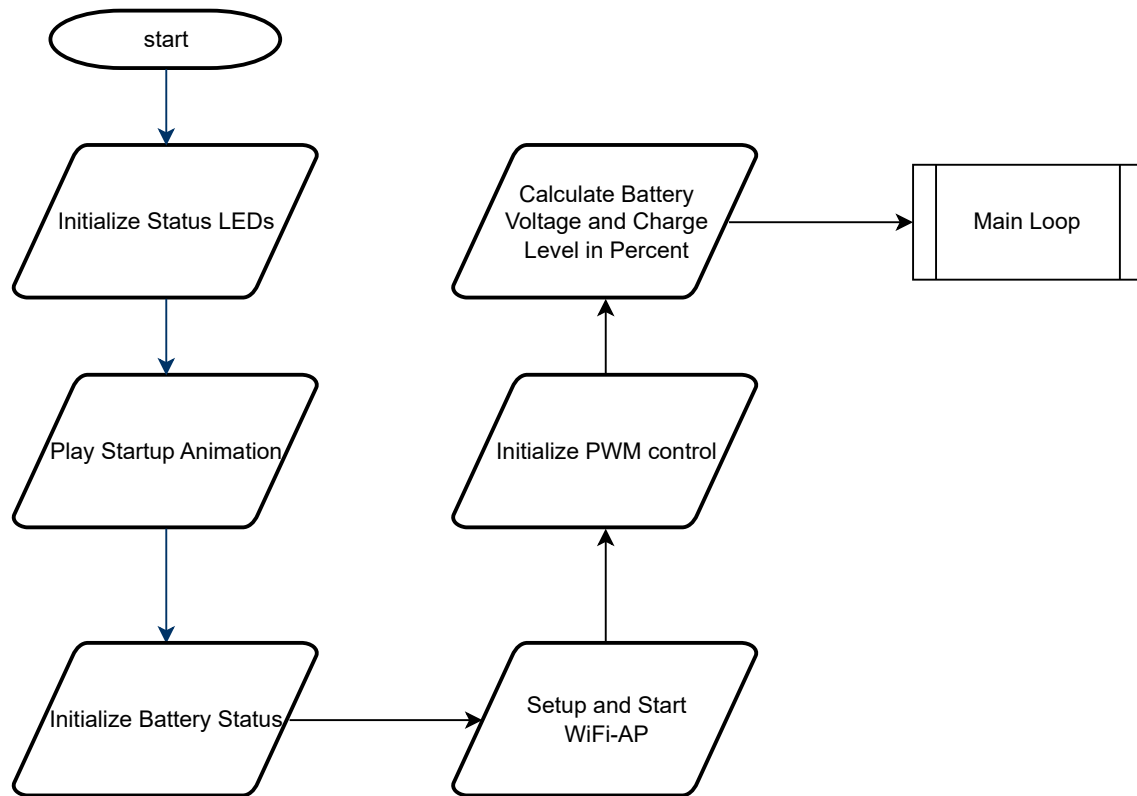 start
Initialize Status LEDs
Play Startup Animation
Initialize Battery Status
Setup and Start
WiFi-AP
Initialize PWM control
Calculate Battery
Voltage and Charge
Level in Percent
Main Loop